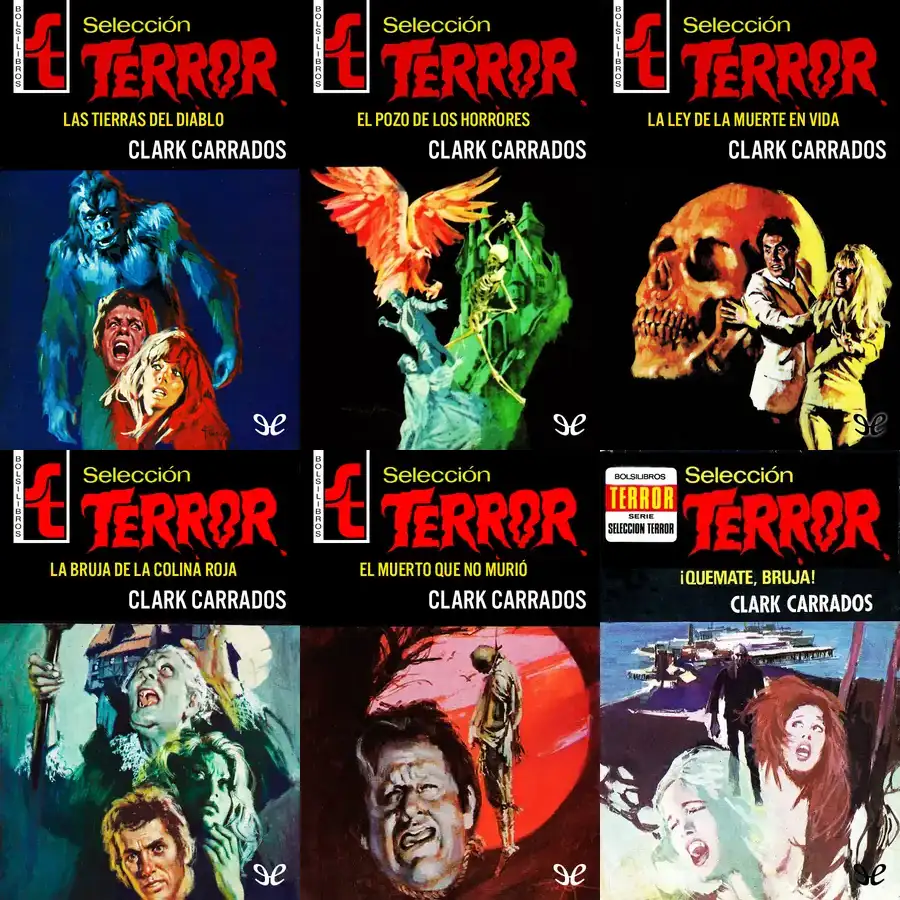 BOLSILIBROS
Selección
TERROR
LAS TIERRAS DEL DIABLO
CLARK CARRADOS
BOLSILIBROS
Selección
TERROR
EL POZO DE LOS HORRORES
CLARK CARRADOS
BOLSILIBROS
Selección
TERROR
LA LEY DE LA MUERTE EN VIDA
CLARK CARRADOS
BOLSILIBROS
Selección
TERROR
LA BRUJA DE LA COLINA ROJA
CLARK CARRADOS
BOLSILIBROS
Selección
TERROR
EL MUERTO QUE NO MURIÓ
CLARK CARRADOS
BOLSILIBROS
TERROR
SERIE
SELECCION TERROR
Selección
TERROR
¡QUEMATE, BRUJA!
CLARK CARRADOS